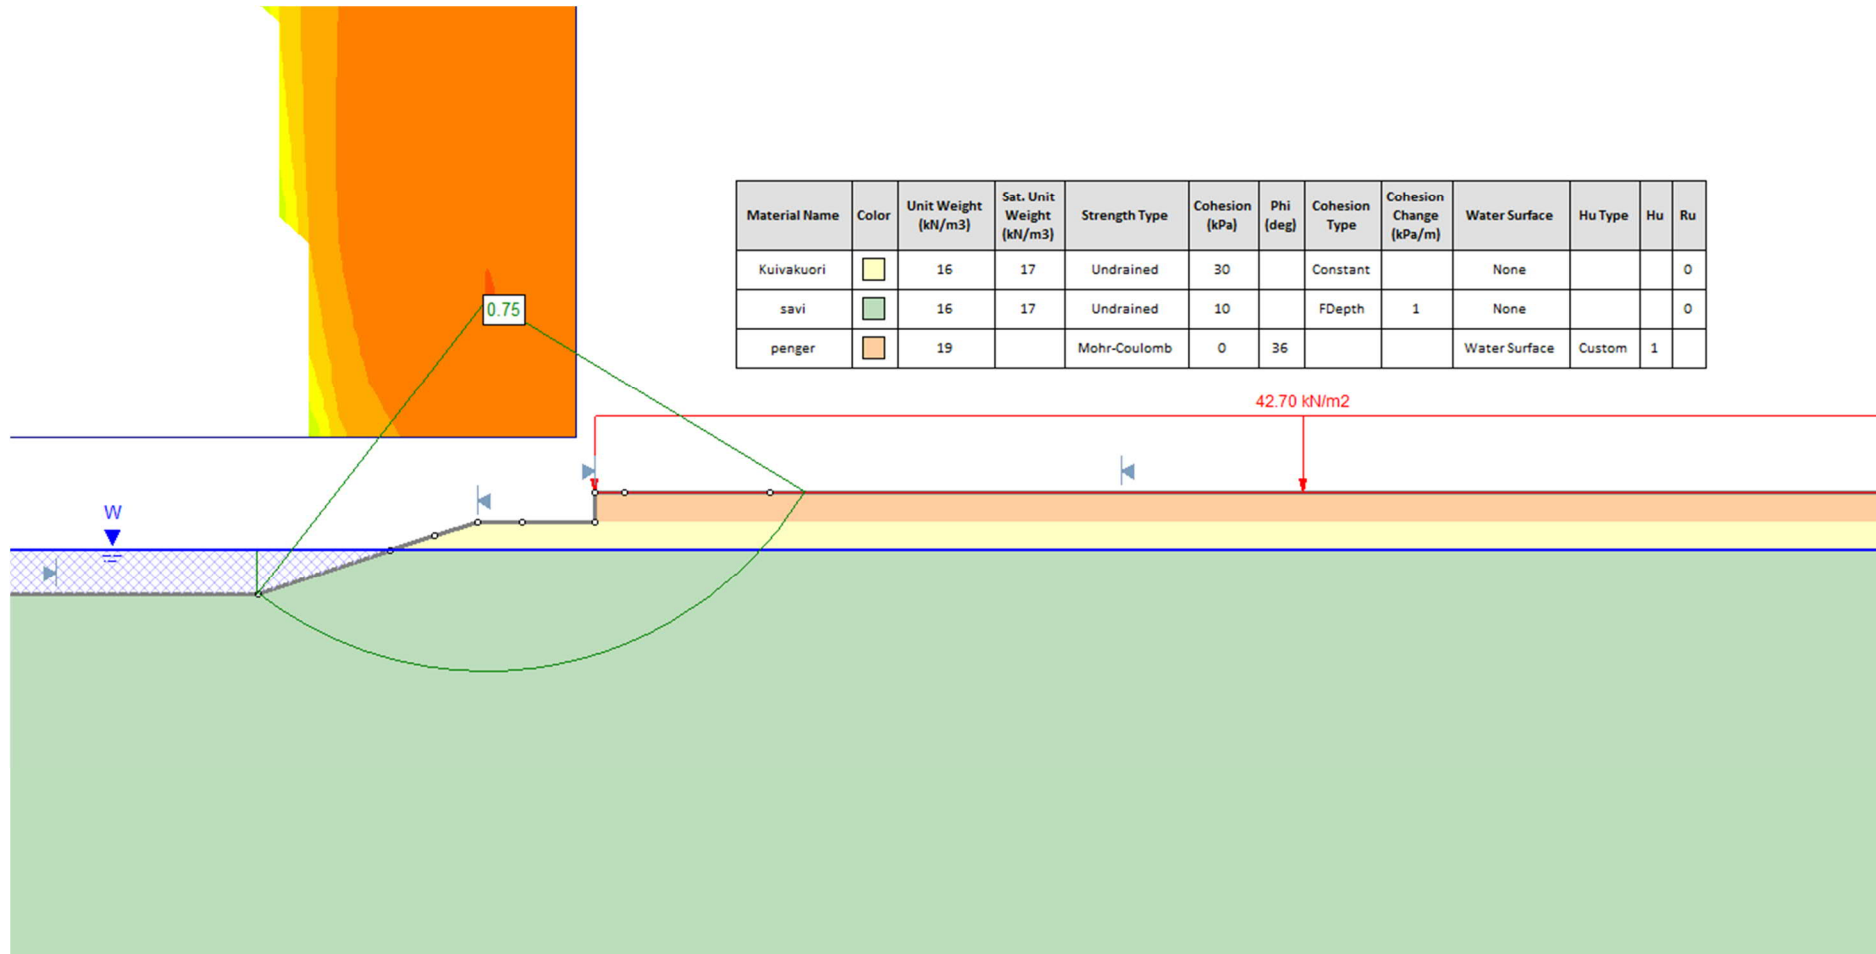 0.75
Material Name Color Unit Weight (kN/m3) Sat. Unit Weight (kN/m3) Strength Type Cohesion (kPa) Phi (deg) Cohesion Type Cohesion Change (kPa/m) Water Surface Hu Type Hu Ru
Kuivakuori 16 17 Undrained 30 Constant None 0
savi 16 17 Undrained 10 FDepth 1 None 0
penger 19 Mohr-Coulomb 0 36 Water Surface Custom 1
42.70 kN/m2
W